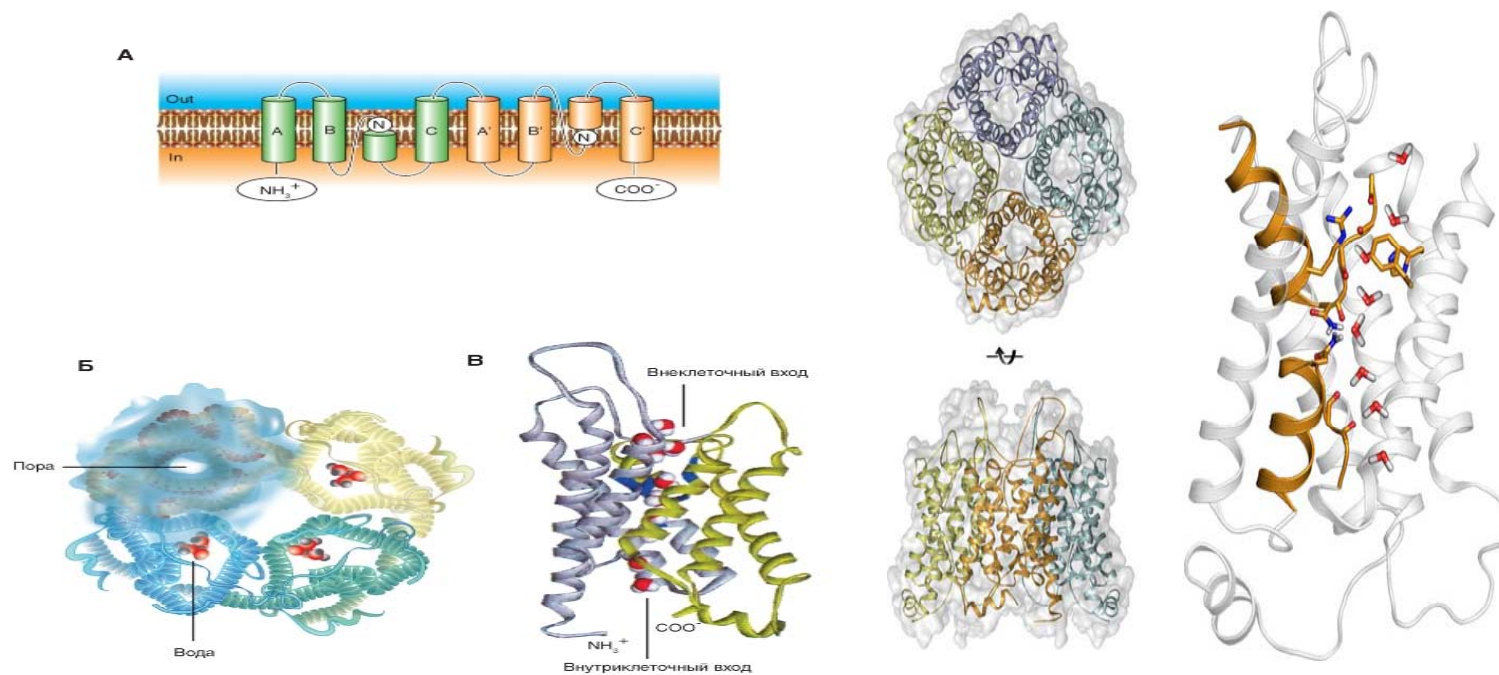 А
Out
A
B
N
C
A'
B'
N
C'
In
NH₃⁺
COO⁻
Б
Пора
Вода
В
Внеклеточный вход
COO⁻
NH₃⁺
Внутриклеточный вход